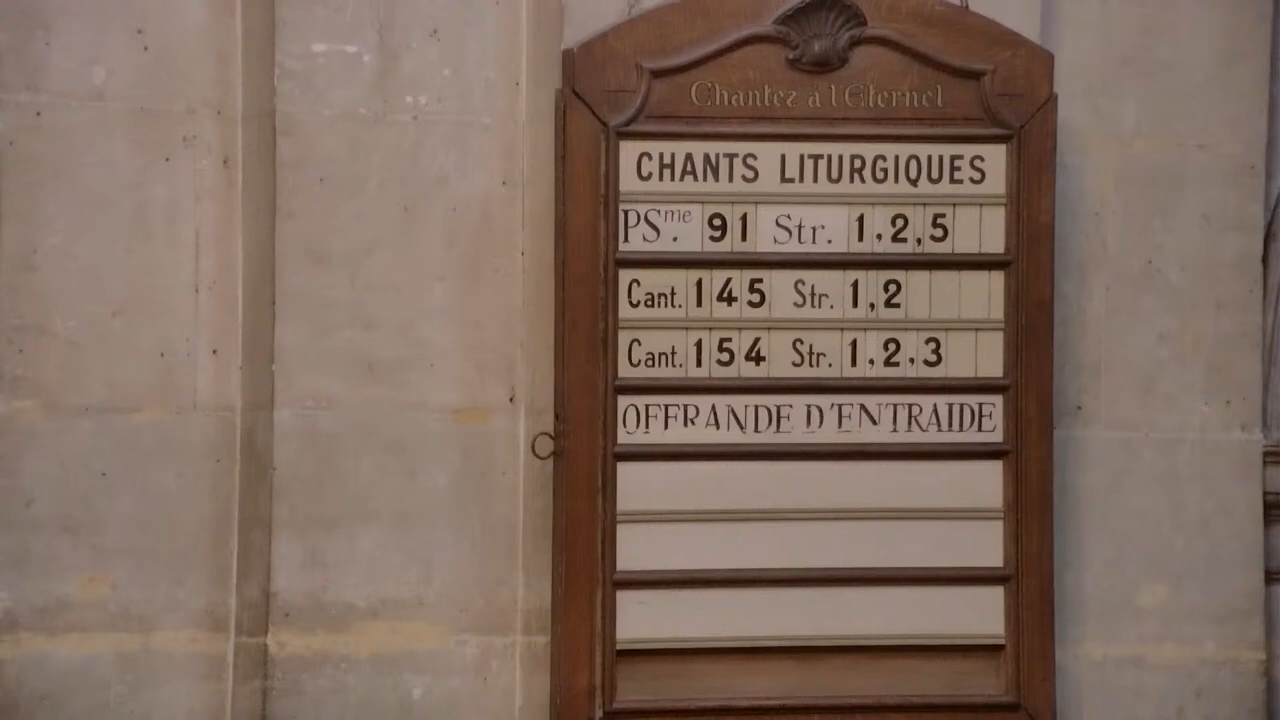 Chantez à l'Eternel
CHANTS LITURGIQUES
PSme. 91 Str. 1,2,5
Cant. 145 Str. 1,2
Cant. 154 Str. 1,2,3
OFFRANDE D'ENTRAIDE